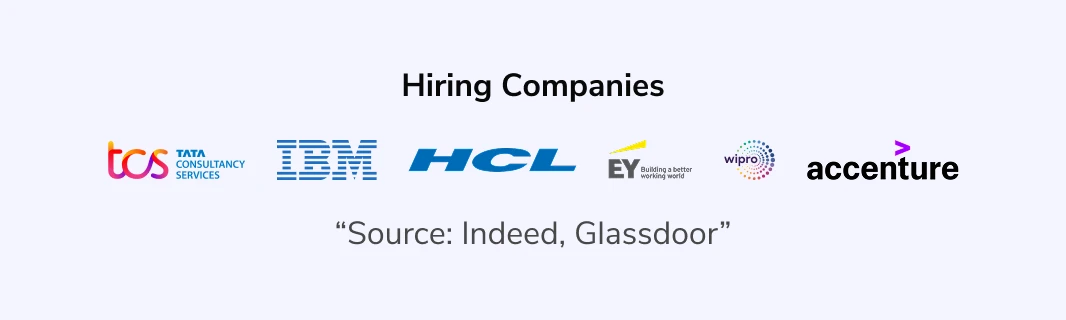 Hiring Companies
tcs TATA CONSULTANCY SERVICES
IBM
HCL
EY Building a better working world
wipro
accenture
“Source: Indeed, Glassdoor”